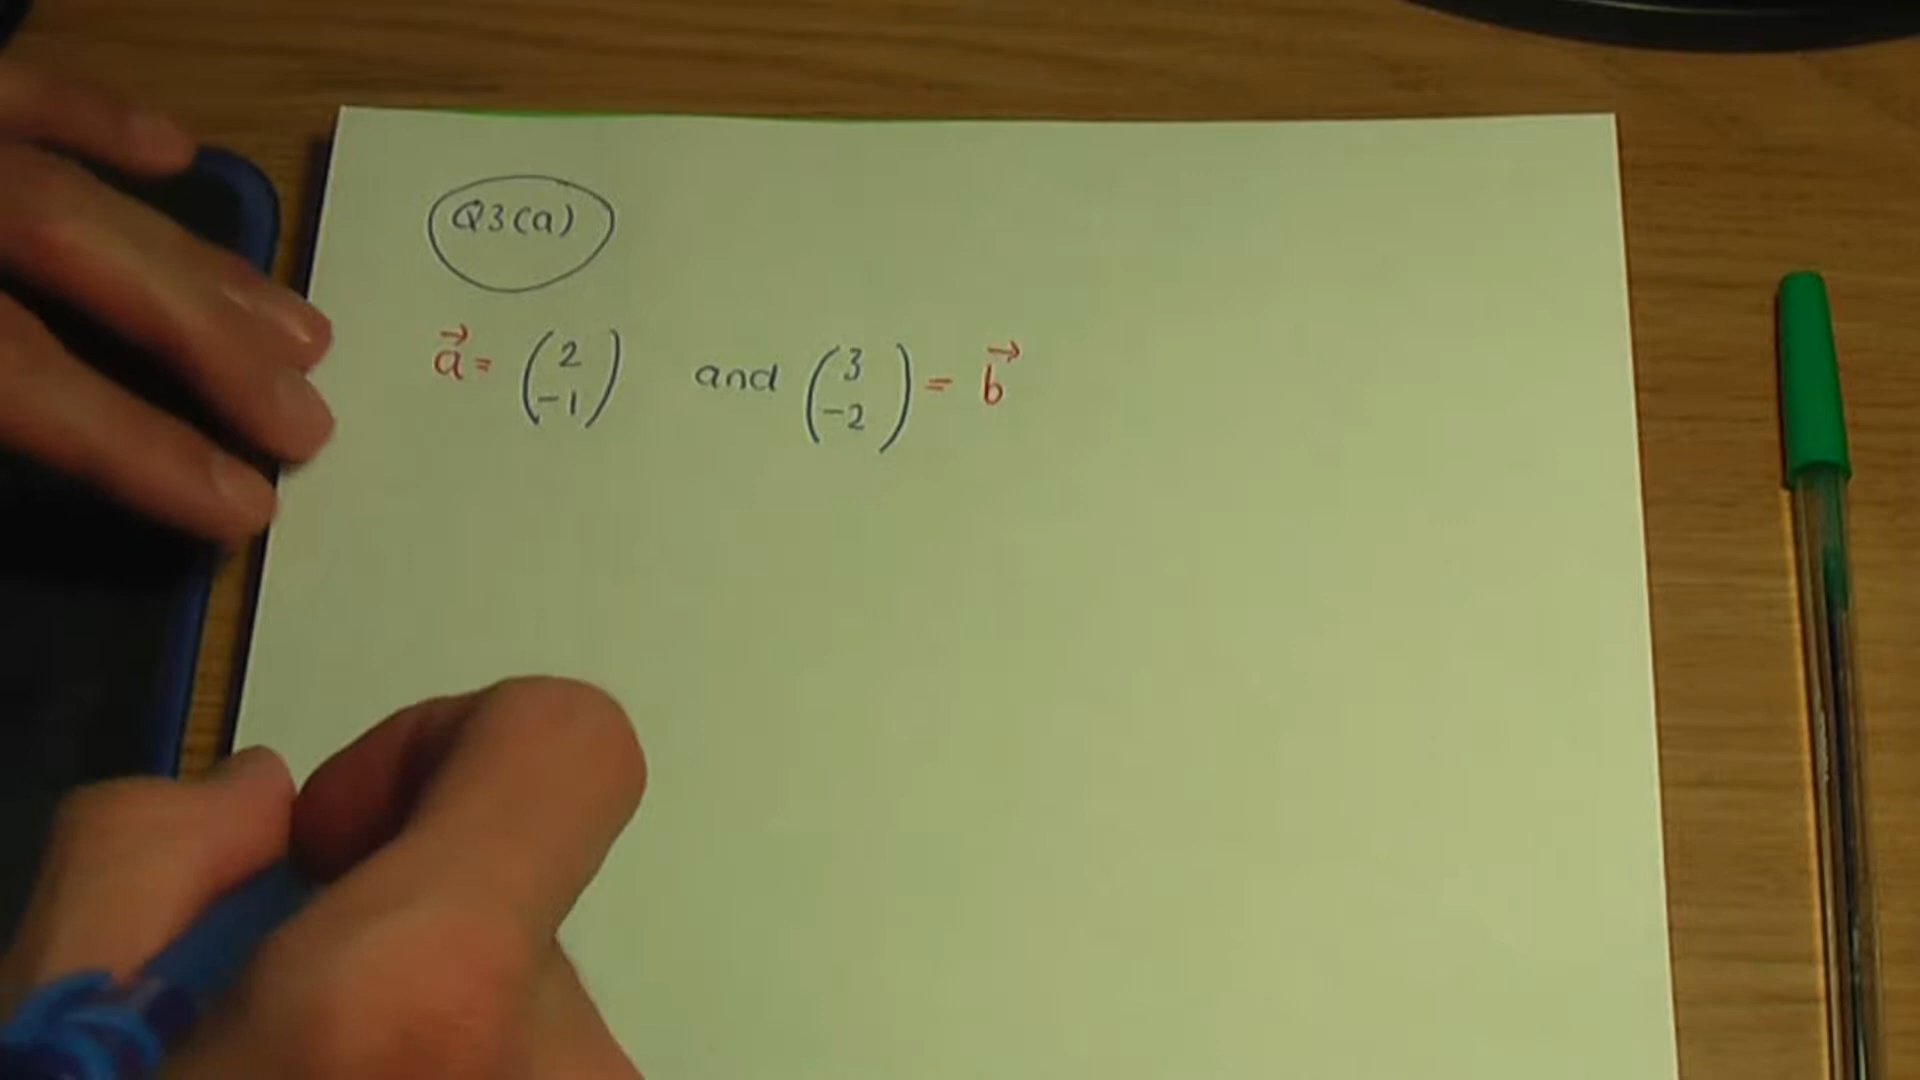 Q3(a)
a⃗ = (2 -1) and (3 -2) = b⃗